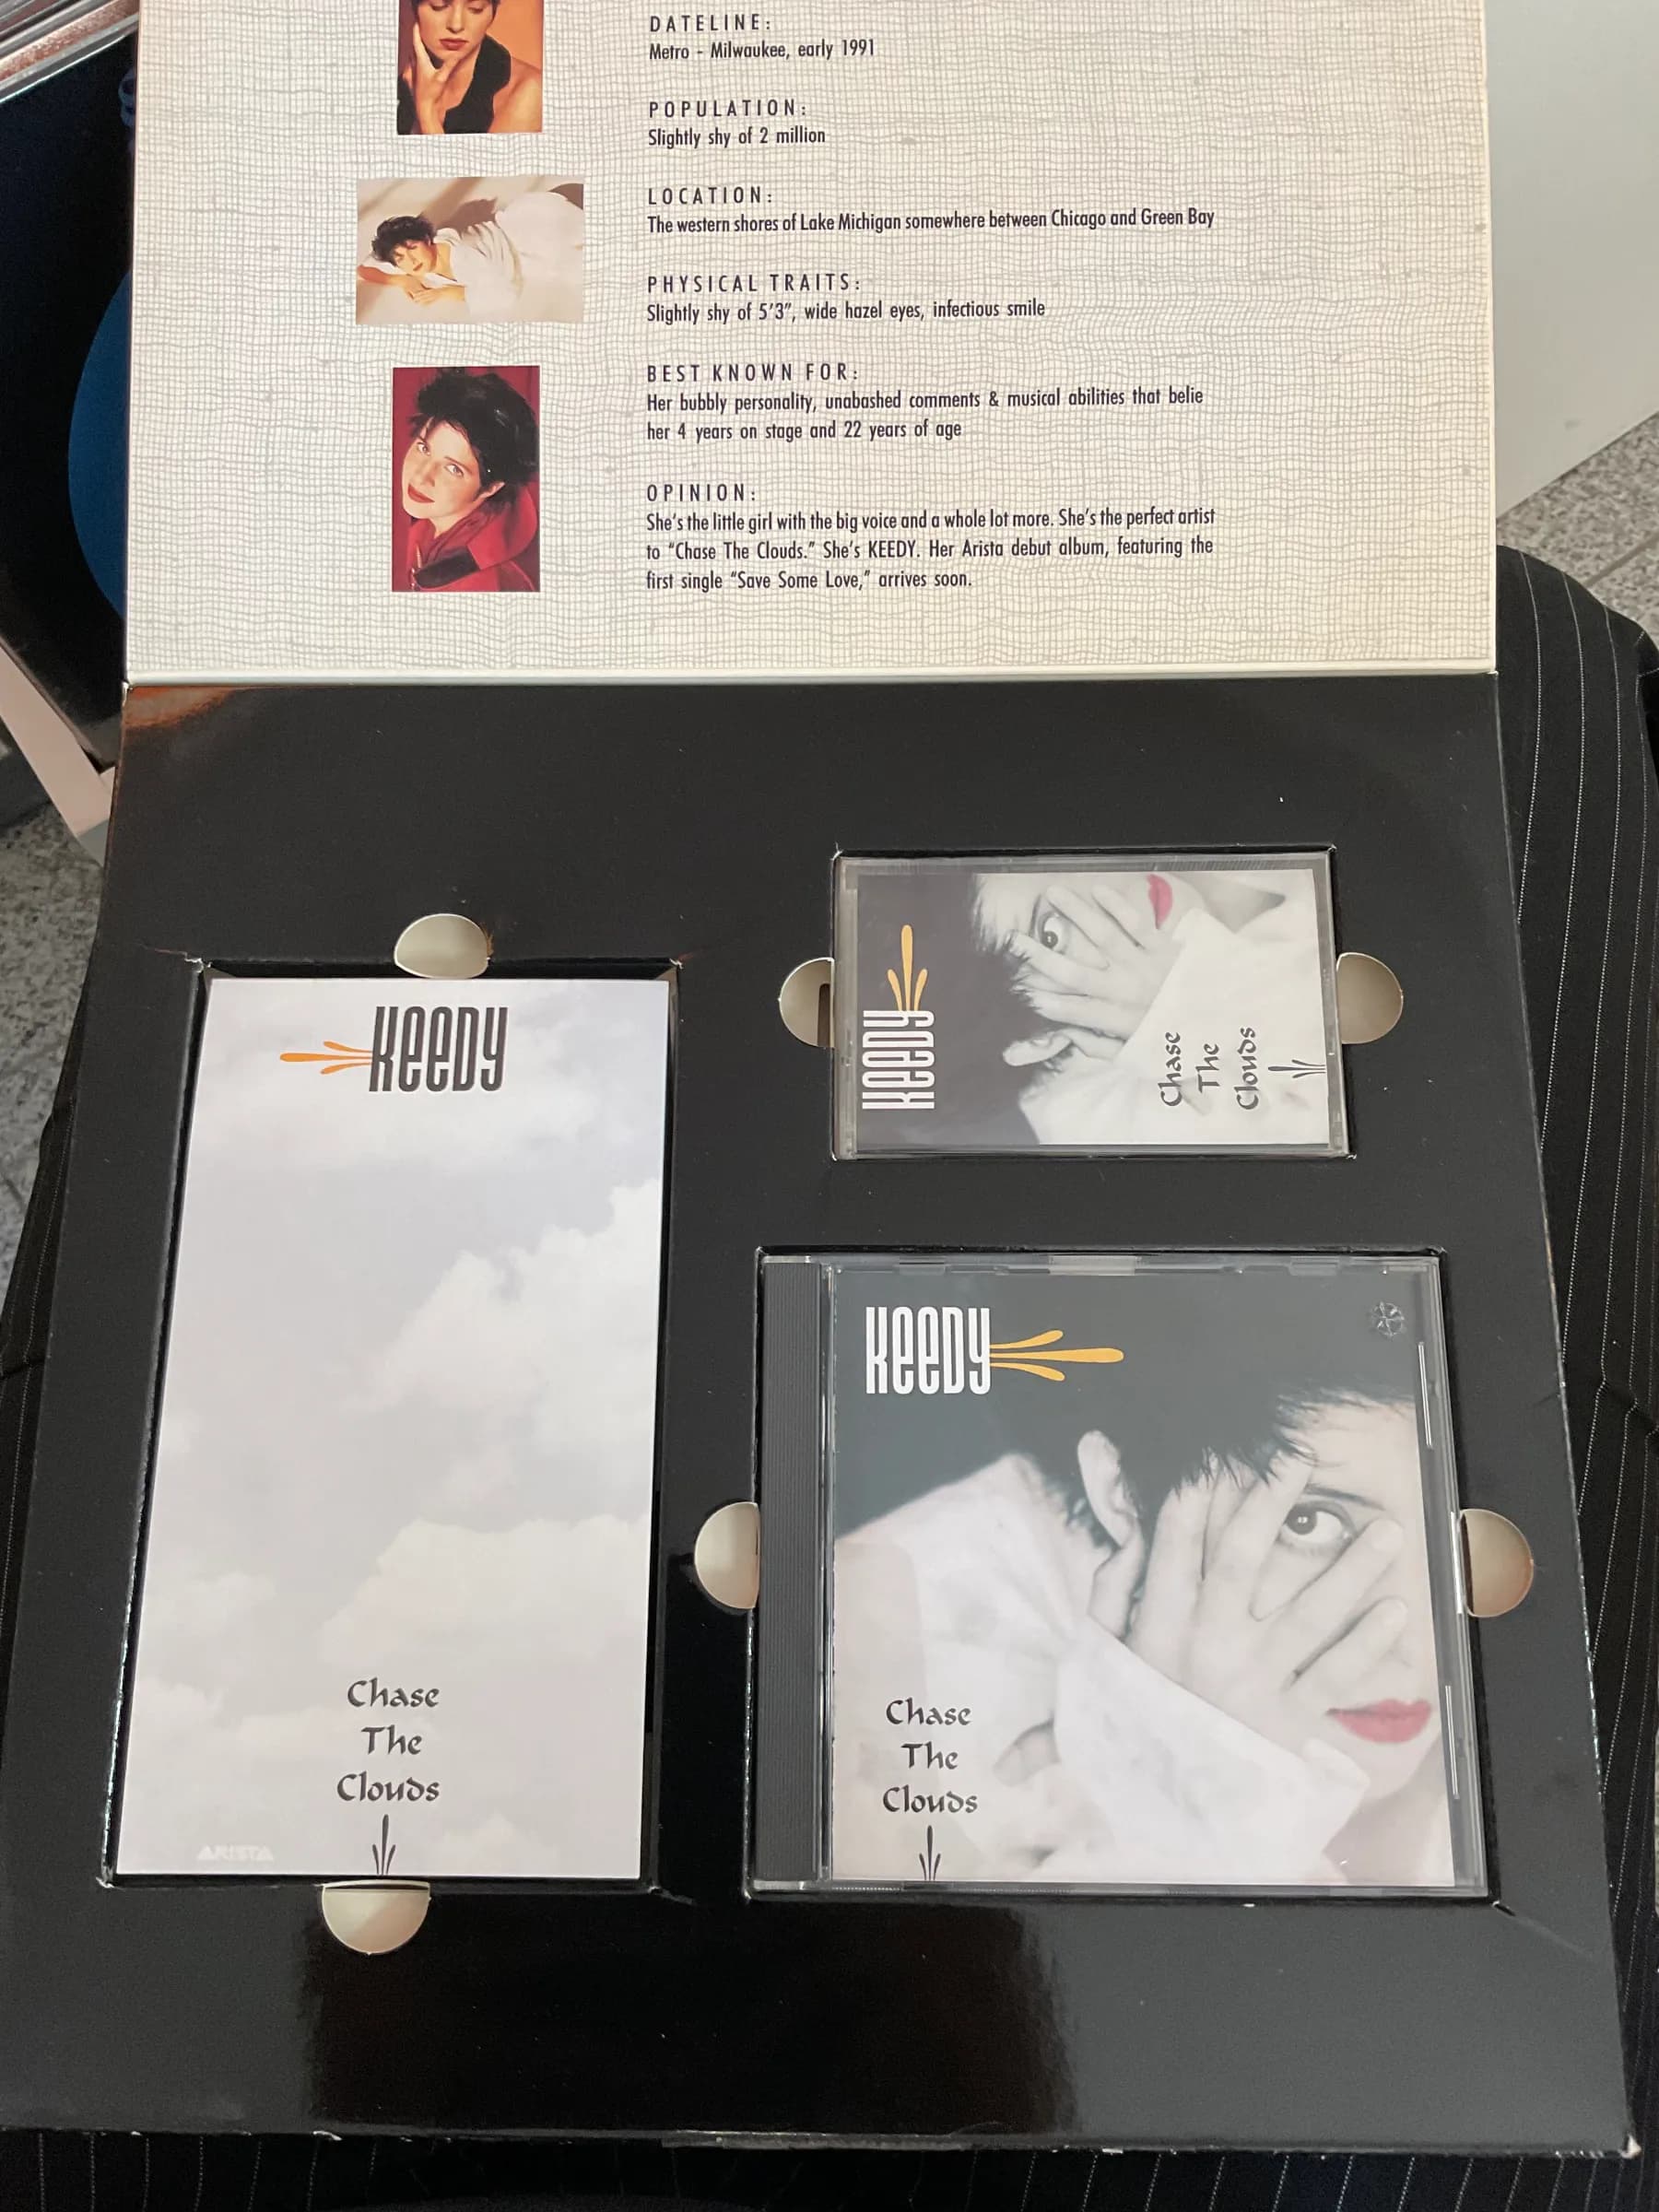 DATELINE:
Metro - Milwaukee, early 1991
POPULATION:
Slightly shy of 2 million
LOCATION:
The western shores of Lake Michigan somewhere between Chicago and Green Bay
PHYSICAL TRAITS:
Slightly shy of 5'3", wide hazel eyes, infectious smile
BEST KNOWN FOR:
Her bubbly personality, unabashed comments & musical abilities that belie
her 4 years on stage and 22 years of age
OPINION:
She's the little girl with the big voice and a whole lot more. She's the perfect artist
to "Chase The Clouds." She's KEEDY. Her Arista debut album, featuring the
first single "Save Some Love," arrives soon.
KEEDY
Chase
The
Clouds
ARISTA
KEEDY
Chase
The
Clouds
KEEDY
Chase
The
Clouds